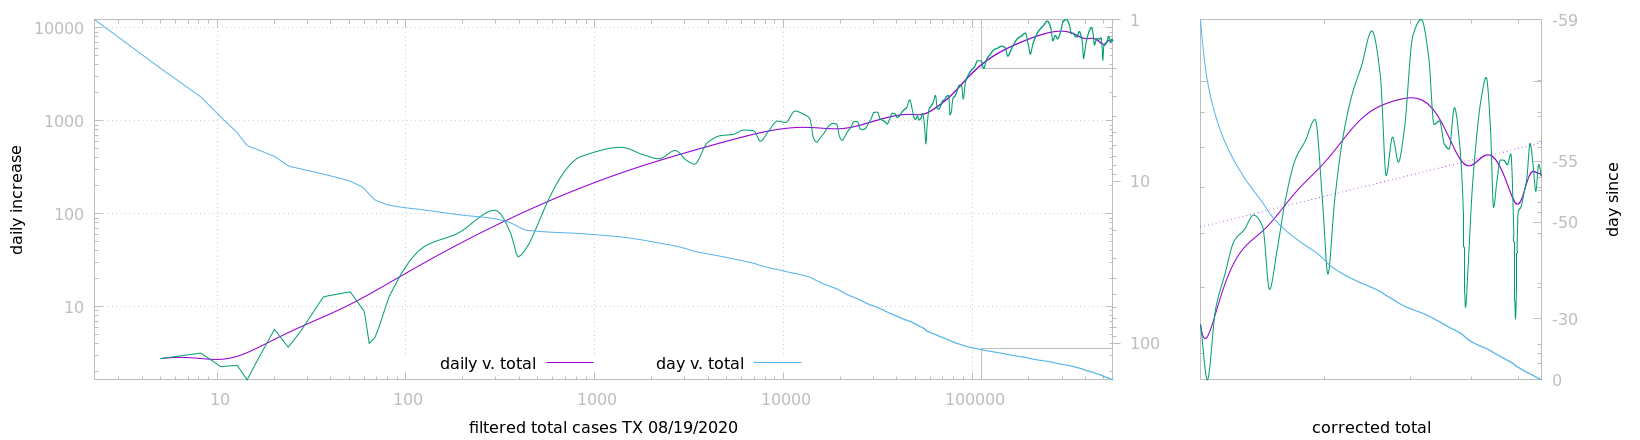 10000
1000
100
10
daily increase
10
100
1000
10000
100000
filtered total cases TX 08/19/2020
daily v. total
day v. total
1
10
100
-59
-55
-50
-30
0
day since
corrected total